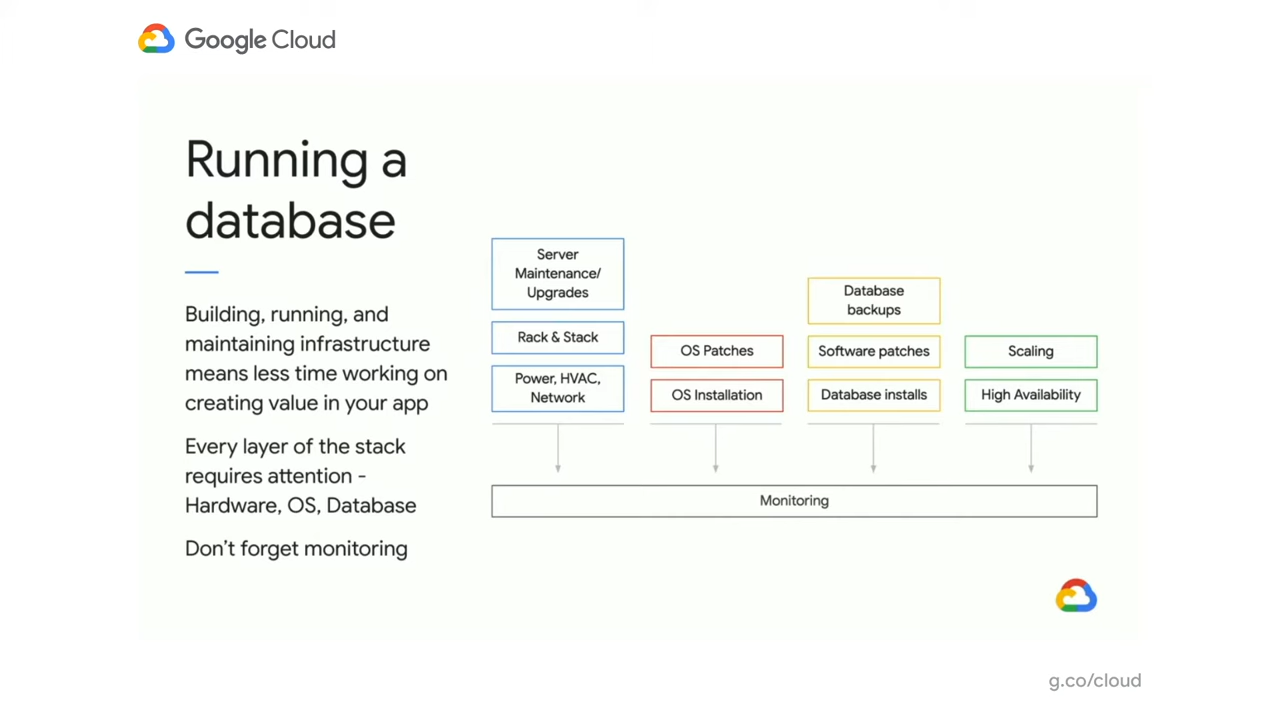 Google Cloud
Running a
database
Building, running, and
maintaining infrastructure
means less time working on
creating value in your app
Every layer of the stack
requires attention -
Hardware, OS, Database
Don't forget monitoring
Server
Maintenance/
Upgrades
Rack & Stack
Power, HVAC,
Network
OS Patches
OS Installation
Database
backups
Software patches
Database installs
Scaling
High Availability
Monitoring
g.co/cloud